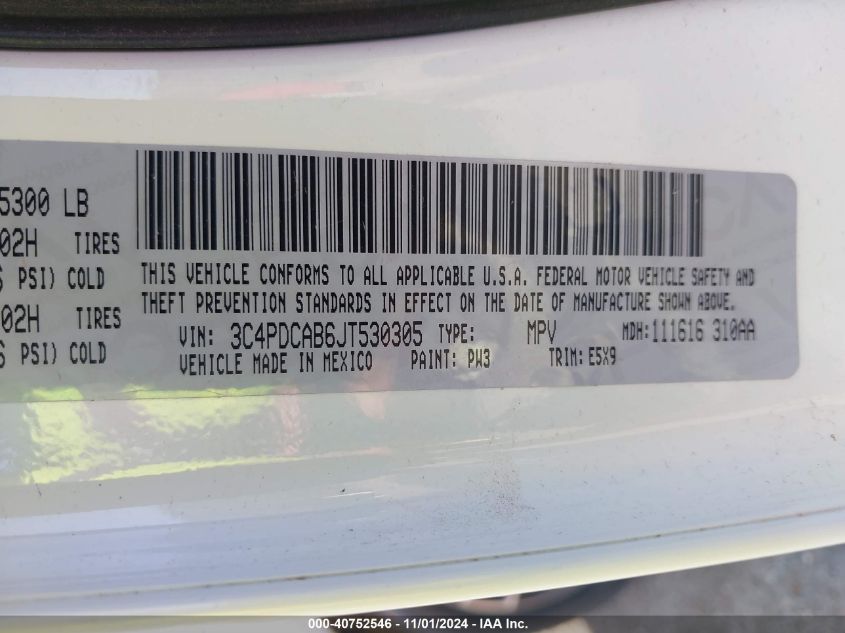 5300 LB
02H TIRES
PSI) COLD
02H TIRES
PSI) COLD
THIS VEHICLE CONFORMS TO ALL APPLICABLE U.S.A. FEDERAL MOTOR VEHICLE SAFETY AND
THEFT PREVENTION STANDARDS IN EFFECT ON THE DATE OF MANUFACTURE SHOWN ABOVE.
VIN: 3C4PDCAB6JT530305 TYPE: MPV MDH:111616 310AA
VEHICLE MADE IN MEXICO PAINT: PW3 TRIM: E5X9
000-40752546 - 11/01/2024 - IAA Inc.